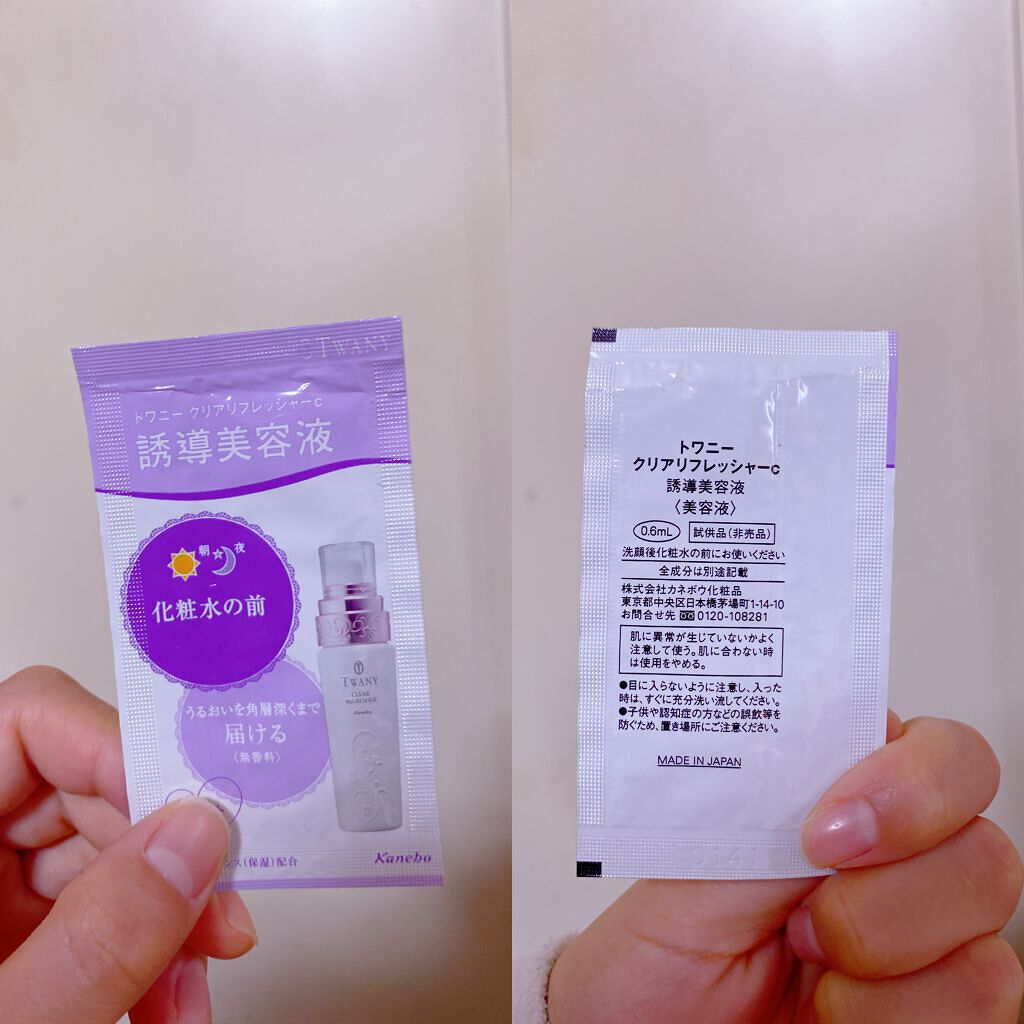 TWANY
トワニー クリアリフレッシャーc
誘導美容液
朝 夜
化粧水の前
うるおいを角層深くまで
届ける
〈無香料〉
TWANY
CLEAR
REFRESHER
Kanebo
(保湿)配合
Kanebo
トワニー
クリアリフレッシャーc
誘導美容液
〈美容液〉
0.6mL 試供品(非売品)
洗顔後化粧水の前にお使いください
全成分は別途記載
株式会社カネボウ化粧品
東京都中央区日本橋茅場町1-14-10
お問合せ先 0120-108281
肌に異常が生じていないかよく
注意して使う。肌に合わない時
は使用をやめる。
●目に入らないように注意し、入った
時は、すぐに充分洗い流してください。
●子供や認知症の方などの誤飲等を
防ぐため、置き場所にご注意ください。
MADE IN JAPAN